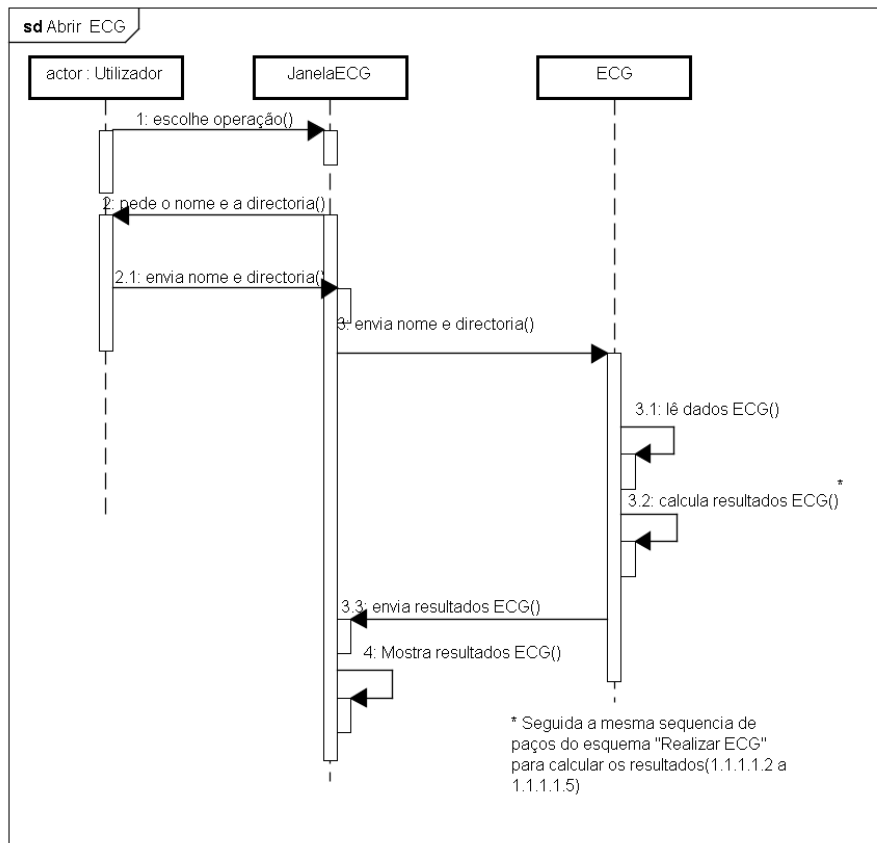 sd Abrir ECG
actor : Utilizador
JanelaECG
ECG
1: escolhe operação()
2: pede o nome e a directoria()
2.1: envia nome e directoria()
3: envia nome e directoria()
3.1: lê dados ECG()
3.2: calcula resultados ECG()*
3.3: envia resultados ECG()
4: Mostra resultados ECG()
* Seguida a mesma sequencia de
paços do esquema "Realizar ECG"
para calcular os resultados(1.1.1.1.2 a
1.1.1.1.5)